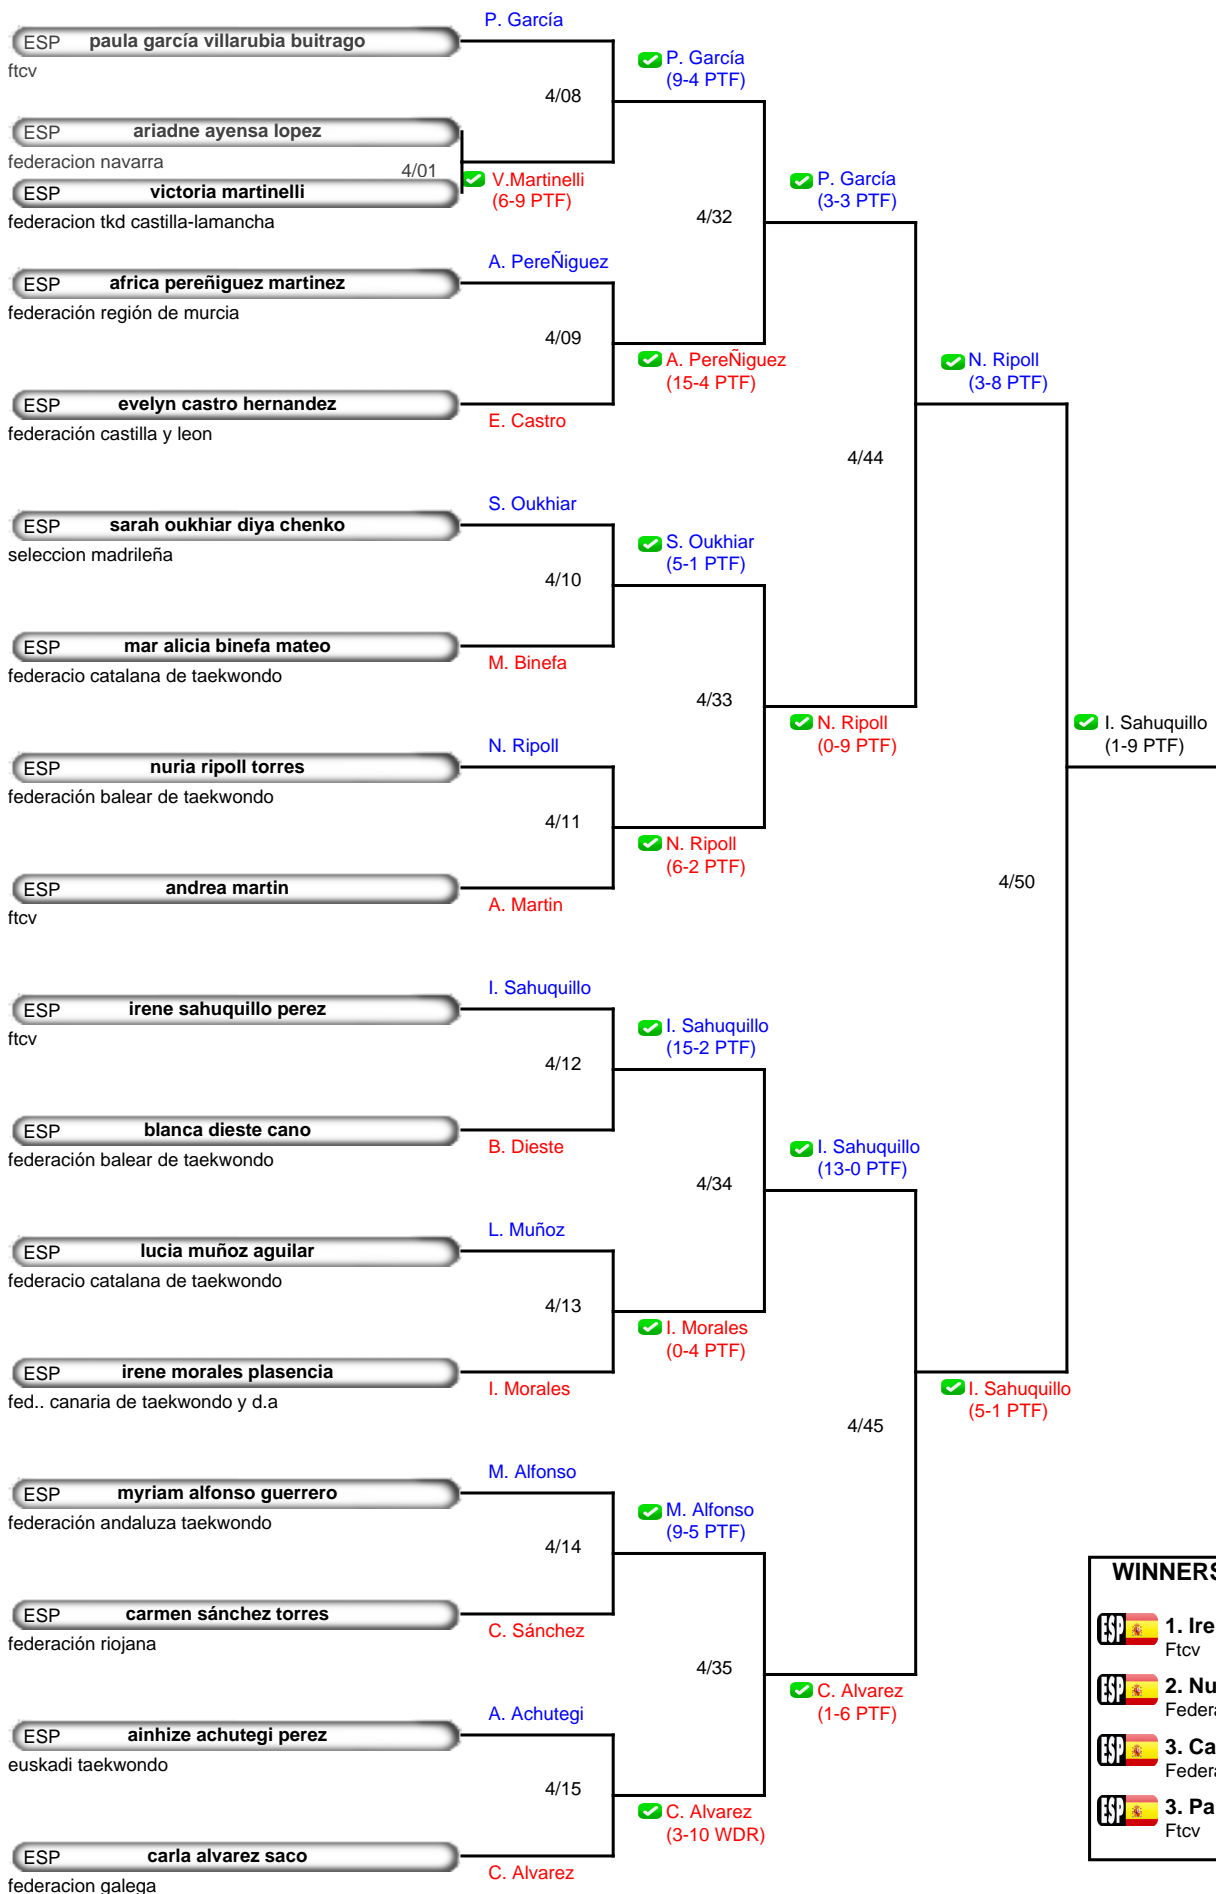 P. García
ESP paula garcía villarubia buitrago
ftcv
P. García
(9-4 PTF)
4/08
ESP ariadne ayensa lopez
federacion navarra
4/01
V.Martinelli
(6-9 PTF)
ESP victoria martinelli
federacion tkd castilla-lamancha
P. García
(3-3 PTF)
4/32
A. PereÑiguez
ESP africa pereñiguez martinez
federación región de murcia
4/09
A. PereÑiguez
(15-4 PTF)
N. Ripoll
(3-8 PTF)
ESP evelyn castro hernandez
federación castilla y leon
E. Castro
4/44
S. Oukhiar
ESP sarah oukhiar diya chenko
seleccion madrileña
S. Oukhiar
(5-1 PTF)
4/10
ESP mar alicia binefa mateo
federacio catalana de taekwondo
M. Binefa
4/33
N. Ripoll
(0-9 PTF)
I. Sahuquillo
(1-9 PTF)
N. Ripoll
ESP nuria ripoll torres
federación balear de taekwondo
4/11
N. Ripoll
(6-2 PTF)
ESP andrea martin
ftcv
A. Martin
4/50
I. Sahuquillo
ESP irene sahuquillo perez
ftcv
I. Sahuquillo
(15-2 PTF)
4/12
ESP blanca dieste cano
federación balear de taekwondo
B. Dieste
I. Sahuquillo
(13-0 PTF)
4/34
L. Muñoz
ESP lucia muñoz aguilar
federacio catalana de taekwondo
4/13
I. Morales
(0-4 PTF)
ESP irene morales plasencia
fed.. canaria de taekwondo y d.a
I. Morales
I. Sahuquillo
(5-1 PTF)
4/45
M. Alfonso
ESP myriam alfonso guerrero
federación andaluza taekwondo
M. Alfonso
(9-5 PTF)
4/14
ESP carmen sánchez torres
federación riojana
C. Sánchez
4/35
C. Alvarez
(1-6 PTF)
A. Achutegi
ESP ainhize achutegi perez
euskadi taekwondo
4/15
C. Alvarez
(3-10 WDR)
ESP carla alvarez saco
federacion galega
C. Alvarez
WINNERS
ESP 1. Ire
Ftcv
ESP 2. Nu
Federa
ESP 3. Ca
Federa
ESP 3. Pa
Ftcv